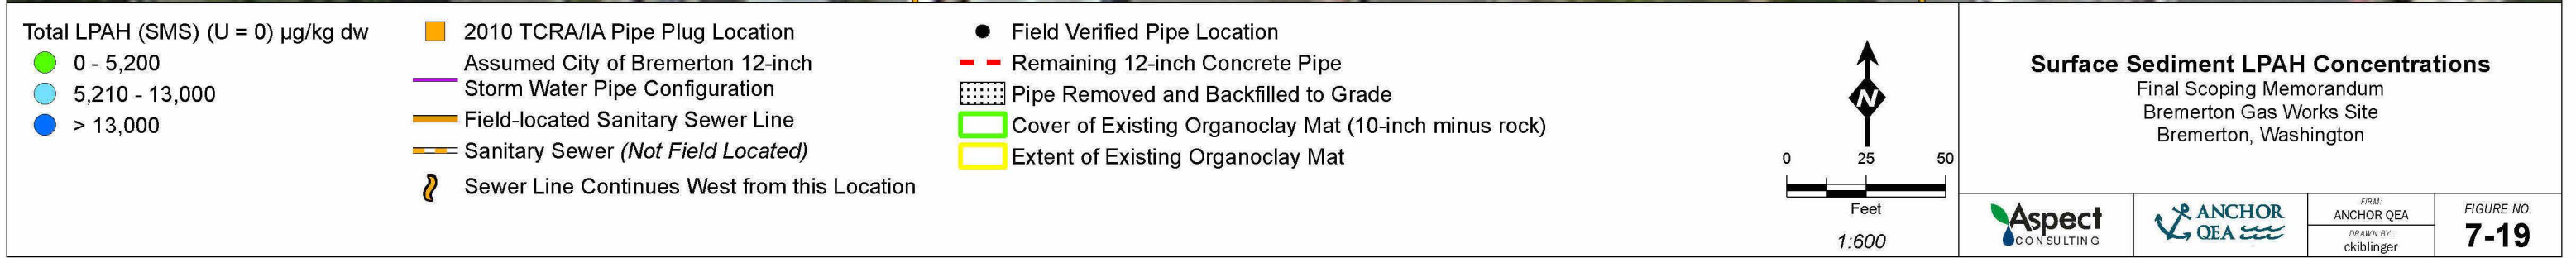 Total LPAH (SMS) (U = 0) µg/kg dw
0 - 5,200
5,210 - 13,000
> 13,000
2010 TCRA/IA Pipe Plug Location
Assumed City of Bremerton 12-inch
Storm Water Pipe Configuration
Field-located Sanitary Sewer Line
Sanitary Sewer (Not Field Located)
Sewer Line Continues West from this Location
Field Verified Pipe Location
Remaining 12-inch Concrete Pipe
Pipe Removed and Backfilled to Grade
Cover of Existing Organoclay Mat (10-inch minus rock)
Extent of Existing Organoclay Mat
N
0 25 50
Feet
1:600
Surface Sediment LPAH Concentrations
Final Scoping Memorandum
Bremerton Gas Works Site
Bremerton, Washington
Aspect
CONSULTING
ANCHOR
QEA
FIRM:
ANCHOR QEA
DRAWN BY:
ckiblinger
FIGURE NO.
7-19